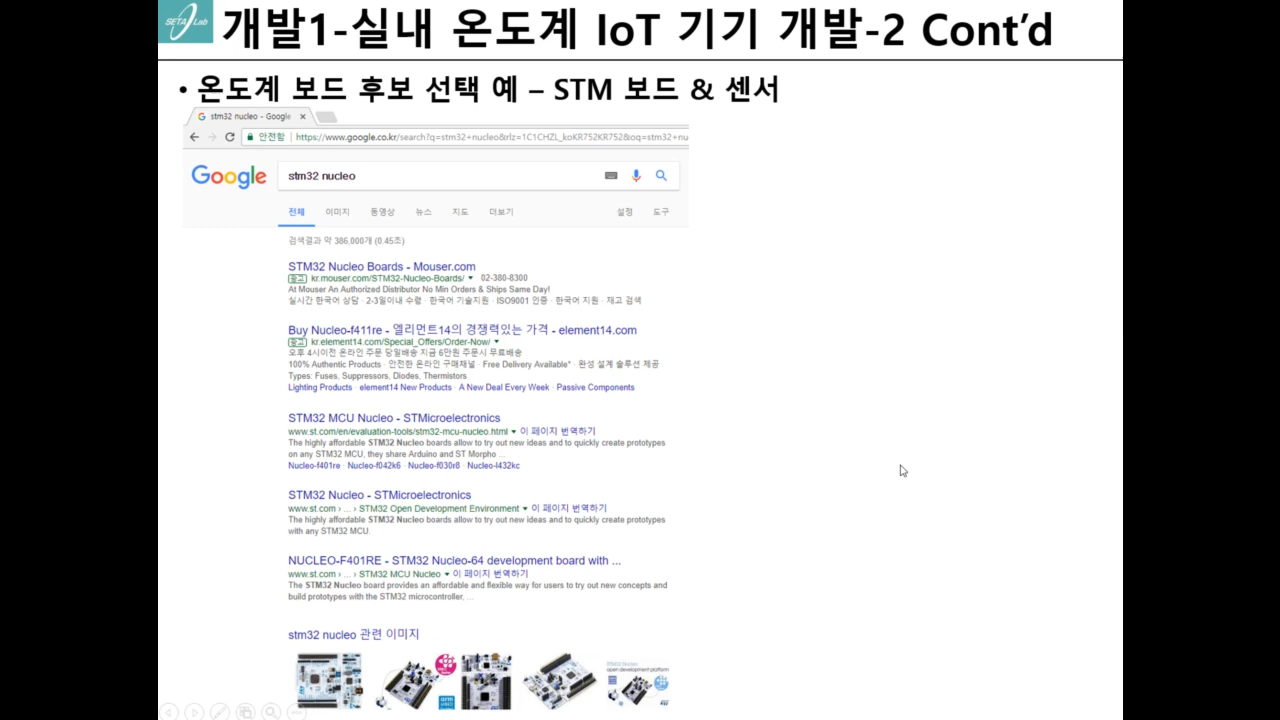 SETA Lab
개발1-실내 온도계 IoT 기기 개발-2 Cont’d
• 온도계 보드 후보 선택 예 – STM 보드 & 센서
stm32 nucleo - Google
안전함 | https://www.google.co.kr/search?q=stm32+nucleo&rlz=1C1CHZL_koKR752KR752&oq=stm32+nu
Google stm32 nucleo
전체 이미지 동영상 뉴스 지도 더보기 설정 도구
검색결과 약 386,000개 (0.45초)
STM32 Nucleo Boards - Mouser.com
광고 kr.mouser.com/STM32-Nucleo-Boards/ 02-380-8300
At Mouser An Authorized Distributor No Min Orders & Ships Same Day!
실시간 한국어 상담 · 2-3일이내 수령 · 한국어 기술지원 · ISO9001 인증 · 한국어 지원 · 재고 검색
Buy Nucleo-f411re - 엘리먼트14의 경쟁력있는 가격 - element14.com
광고 kr.element14.com/Special_Offers/Order-Now/
오후 4시이전 온라인 주문 당일배송 지금 6만원 주문시 무료배송
100% Authentic Products · 안전한 온라인 구매채널 · Free Delivery Available* · 완성 설계 솔루션 제공
Types: Fuses, Suppressors, Diodes, Thermistors
Lighting Products · element14 New Products · A New Deal Every Week · Passive Components
STM32 MCU Nucleo - STMicroelectronics
www.st.com/en/evaluation-tools/stm32-mcu-nucleo.html 이 페이지 번역하기
The highly affordable STM32 Nucleo boards allow to try out new ideas and to quickly create prototypes
on any STM32 MCU, they share Arduino and ST Morpho ...
Nucleo-f401re · Nucleo-f042k6 · Nucleo-f030r8 · Nucleo-l432kc
STM32 Nucleo - STMicroelectronics
www.st.com › ... › STM32 Open Development Environment 이 페이지 번역하기
The highly affordable STM32 Nucleo boards allow to try out new ideas and to quickly create prototypes
with any STM32 MCU.
NUCLEO-F401RE - STM32 Nucleo-64 development board with ...
www.st.com › ... › STM32 MCU Nucleo 이 페이지 번역하기
The STM32 Nucleo board provides an affordable and flexible way for users to try out new concepts and
build prototypes with the STM32 microcontroller, ...
stm32 nucleo 관련 이미지
STM32 Nucleo
open development platform